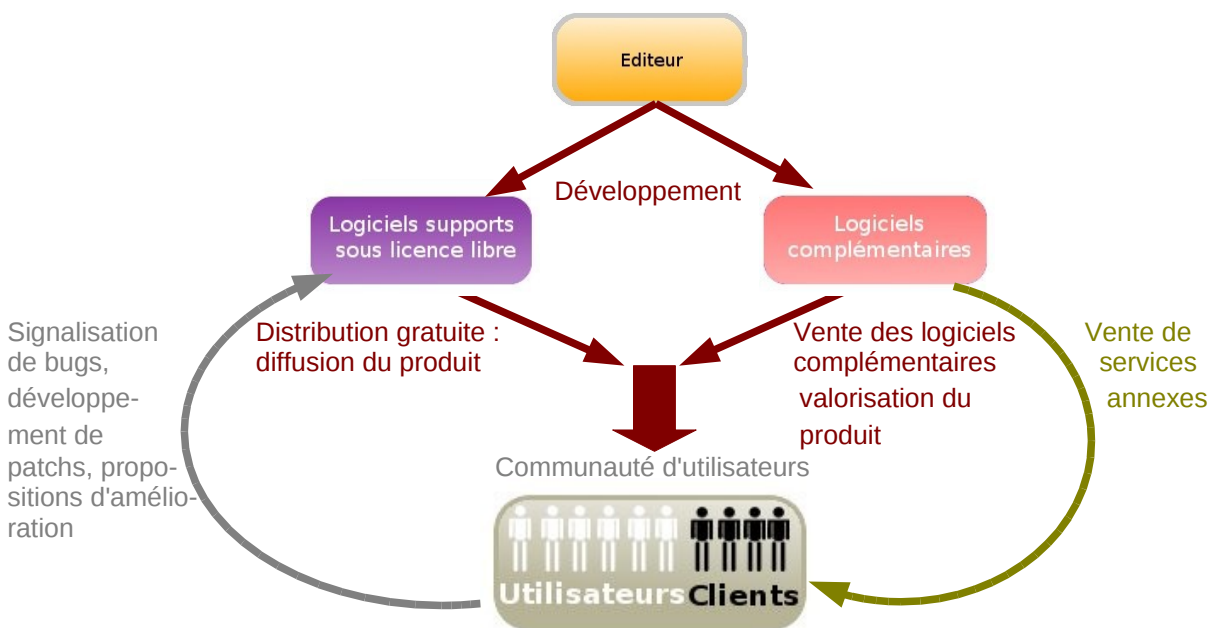 Editeur
Développement
Logiciels supports
sous licence libre
Logiciels
complémentaires
Signalisation
de bugs,
développe-
ment de
patchs, propo-
sitions d'amélio-
ration
Distribution gratuite :
diffusion du produit
Vente des logiciels
complémentaires
valorisation du
produit
Vente de
services
annexes
Communauté d'utilisateurs
Utilisateurs Clients